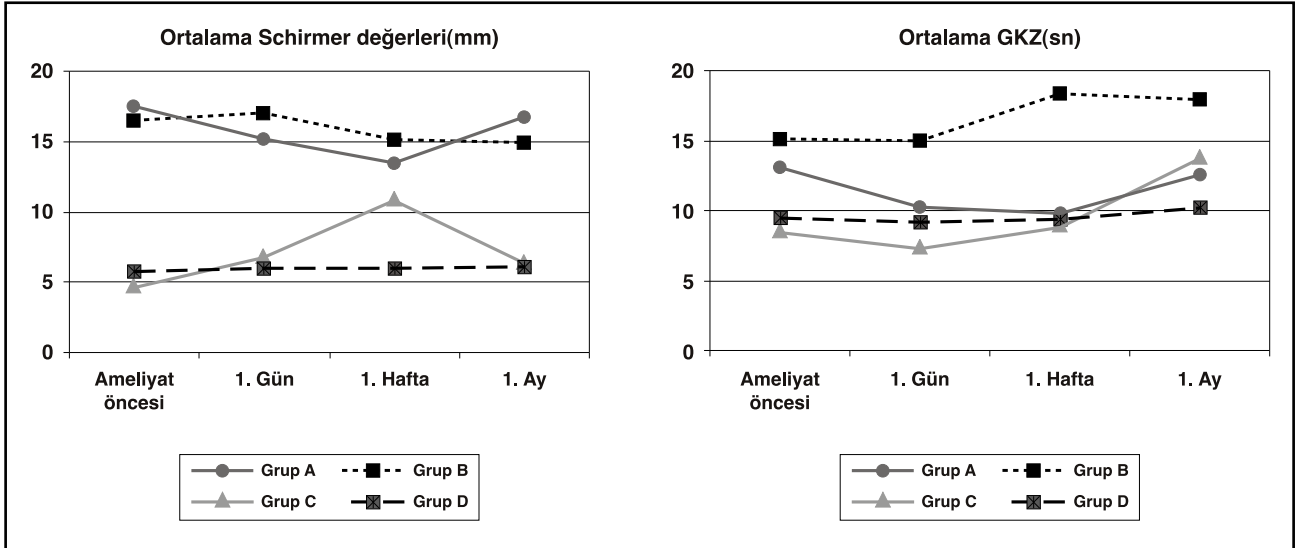 Ortalama Schirmer değerleri(mm)
20
15
10
5
0
Ameliyat öncesi
1. Gün
1. Hafta
1. Ay
Grup A
Grup B
Grup C
Grup D
Ortalama GKZ(sn)
20
15
10
5
0
Ameliyat öncesi
1. Gün
1. Hafta
1. Ay
Grup A
Grup B
Grup C
Grup D